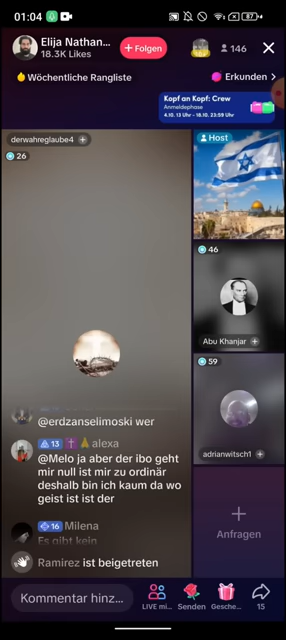 01:04
87
Elija Nathan...
18.3K Likes
+ Folgen
146
Wöchentliche Rangliste
Erkunden >
Kopf an Kopf: Crew
Anmeldephase
4.10. 13 Uhr - 18.10. 23:59 Uhr
derwahreglaube4 +
26
Host
46
Abu Khanjar +
59
adrianwitsch1 +
Anfragen
@erdzanselimoski wer
13 alexa
@Melo ja aber der ibo geht
mir null ist mir zu ordinär
deshalb bin ich kaum da wo
geist ist ist der
16 Milena
Es gibt kein
Ramirez ist beigetreten
Kommentar hinz...
LIVE mi...
Senden
Gesche...
15